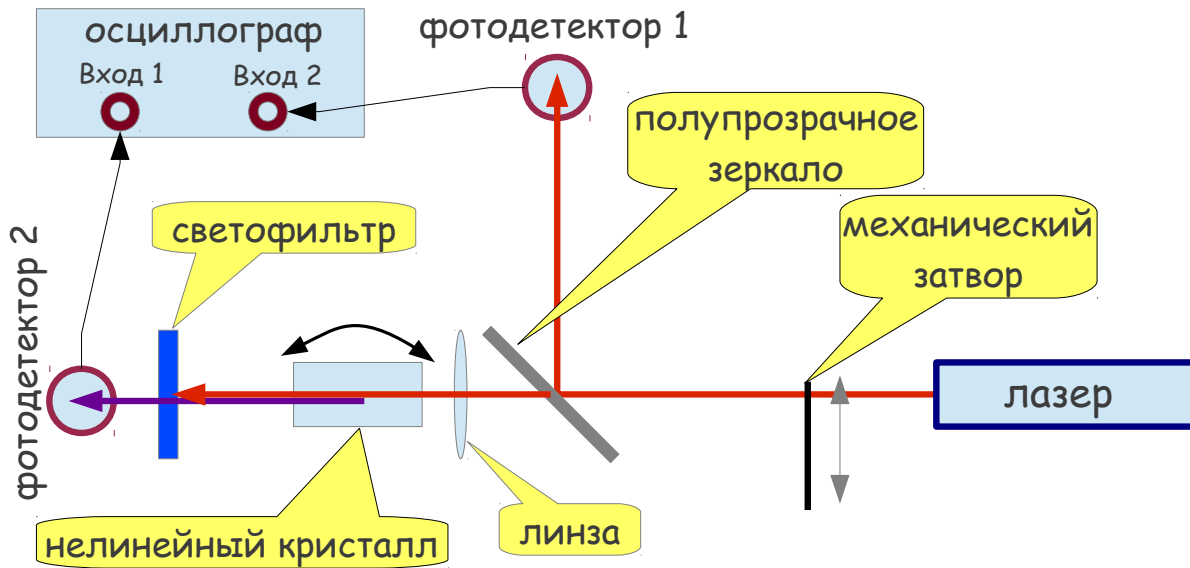 осциллограф
Вход 1
Вход 2
фотодетектор 1
полупрозрачное
зеркало
механический
затвор
светофильтр
фотодетектор 2
лазер
нелинейный кристалл
линза